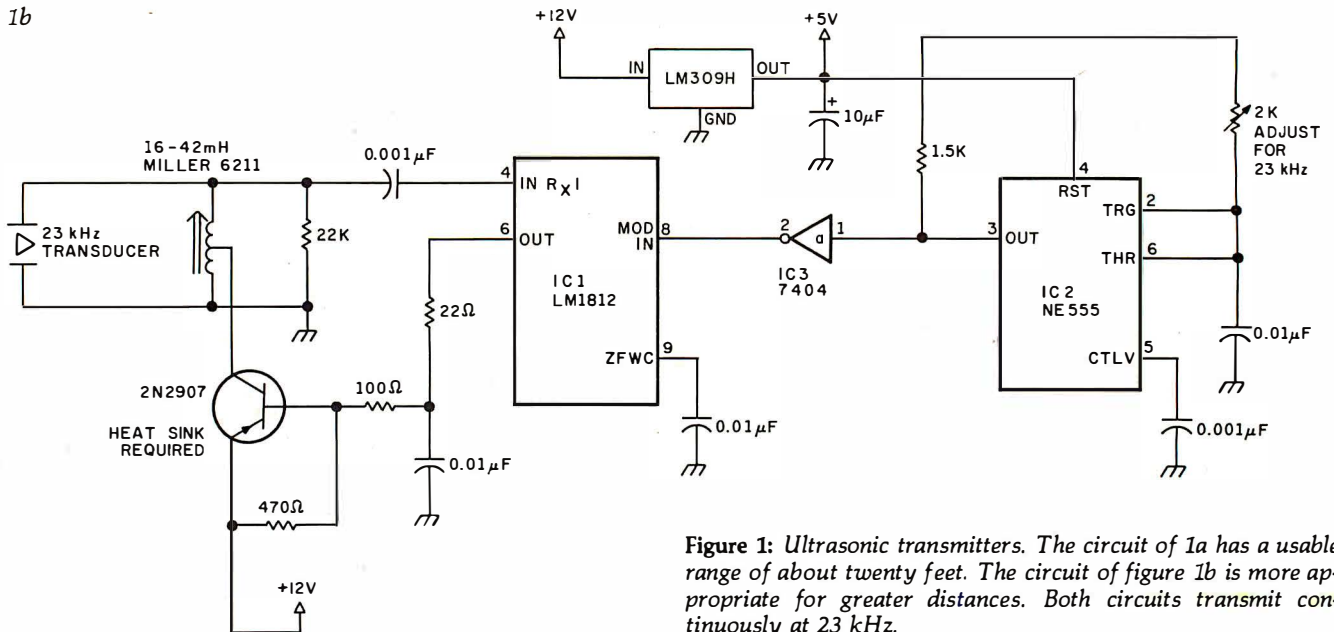 1b
+12V
+5V
IN
LM309H
OUT
GND
+
10μF
2K
ADJUST
FOR
23 kHz
1.5K
16-42mH
MILLER 6211
0.001μF
23 kHz
TRANSDUCER
22K
4
IN RXI
6
OUT
MOD
IN
8
IC1
LM1812
ZFWC
9
0.01μF
22Ω
2
a
1
IC3
7404
3
OUT
4
RST
TRG
2
THR
6
IC2
NE555
CTLV
5
0.01μF
0.001μF
2N2907
HEAT SINK
REQUIRED
100Ω
0.01μF
470Ω
+12V
Figure 1: Ultrasonic transmitters. The circuit of 1a has a usable
range of about twenty feet. The circuit of figure 1b is more ap-
propriate for greater distances. Both circuits transmit con-
tinuously at 23 kHz.